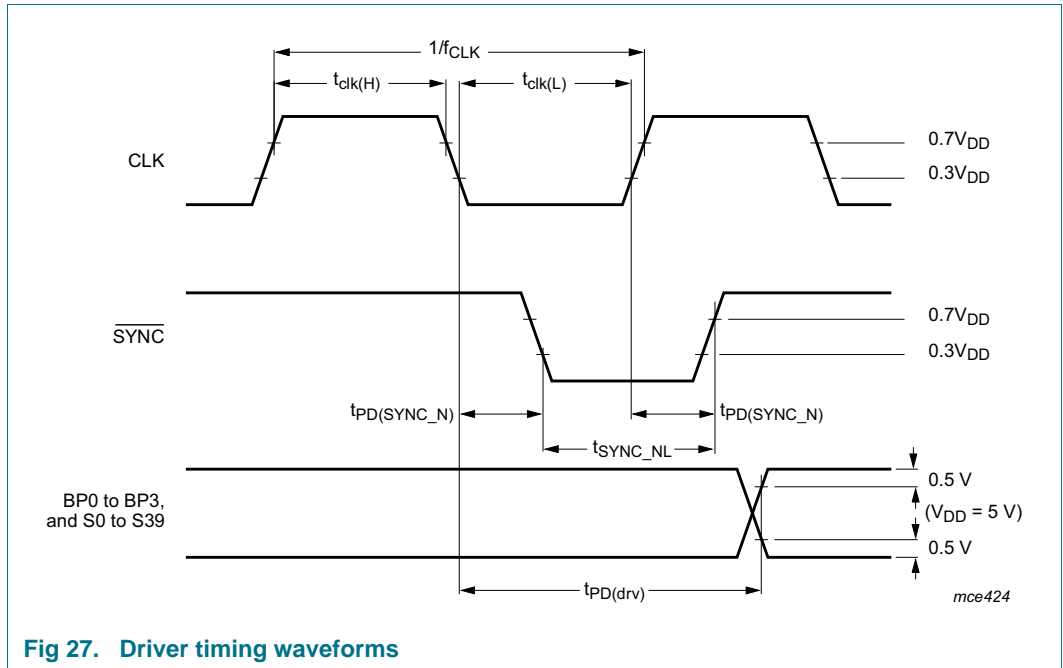 1/fCLK
tclk(H)
tclk(L)
CLK
0.7VDD
0.3VDD
SYNC
0.7VDD
0.3VDD
tPD(SYNC_N)
tPD(SYNC_N)
tSYNC_NL
BP0 to BP3,
and S0 to S39
0.5 V
(VDD = 5 V)
0.5 V
tPD(drv)
mce424
Fig 27. Driver timing waveforms